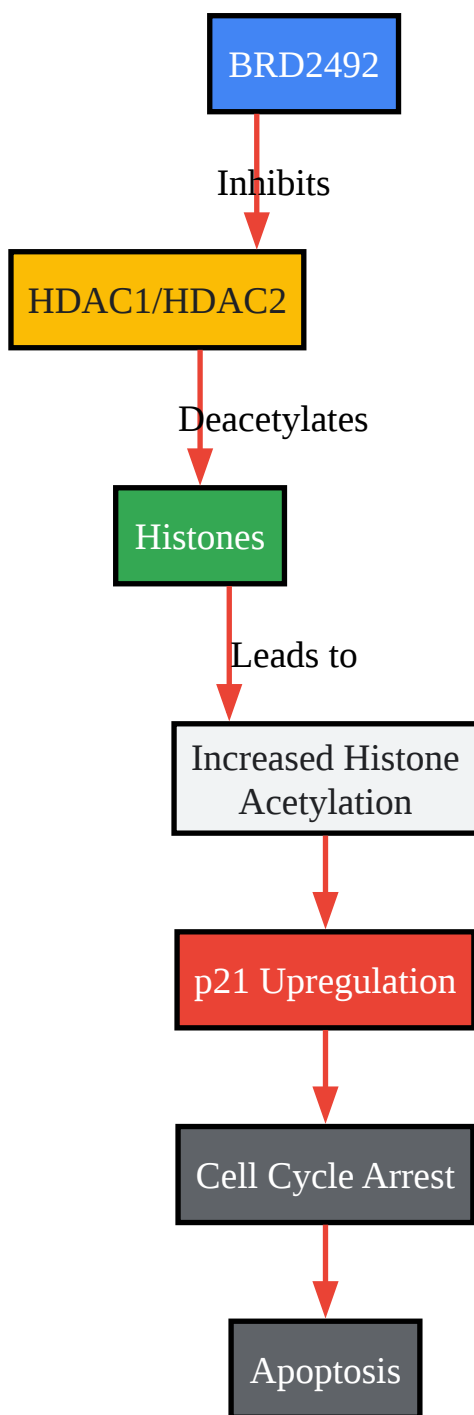 BRD2492
Inhibits
HDAC1/HDAC2
Deacetylates
Histones
Leads to
Increased Histone
Acetylation
p21 Upregulation
Cell Cycle Arrest
Apoptosis